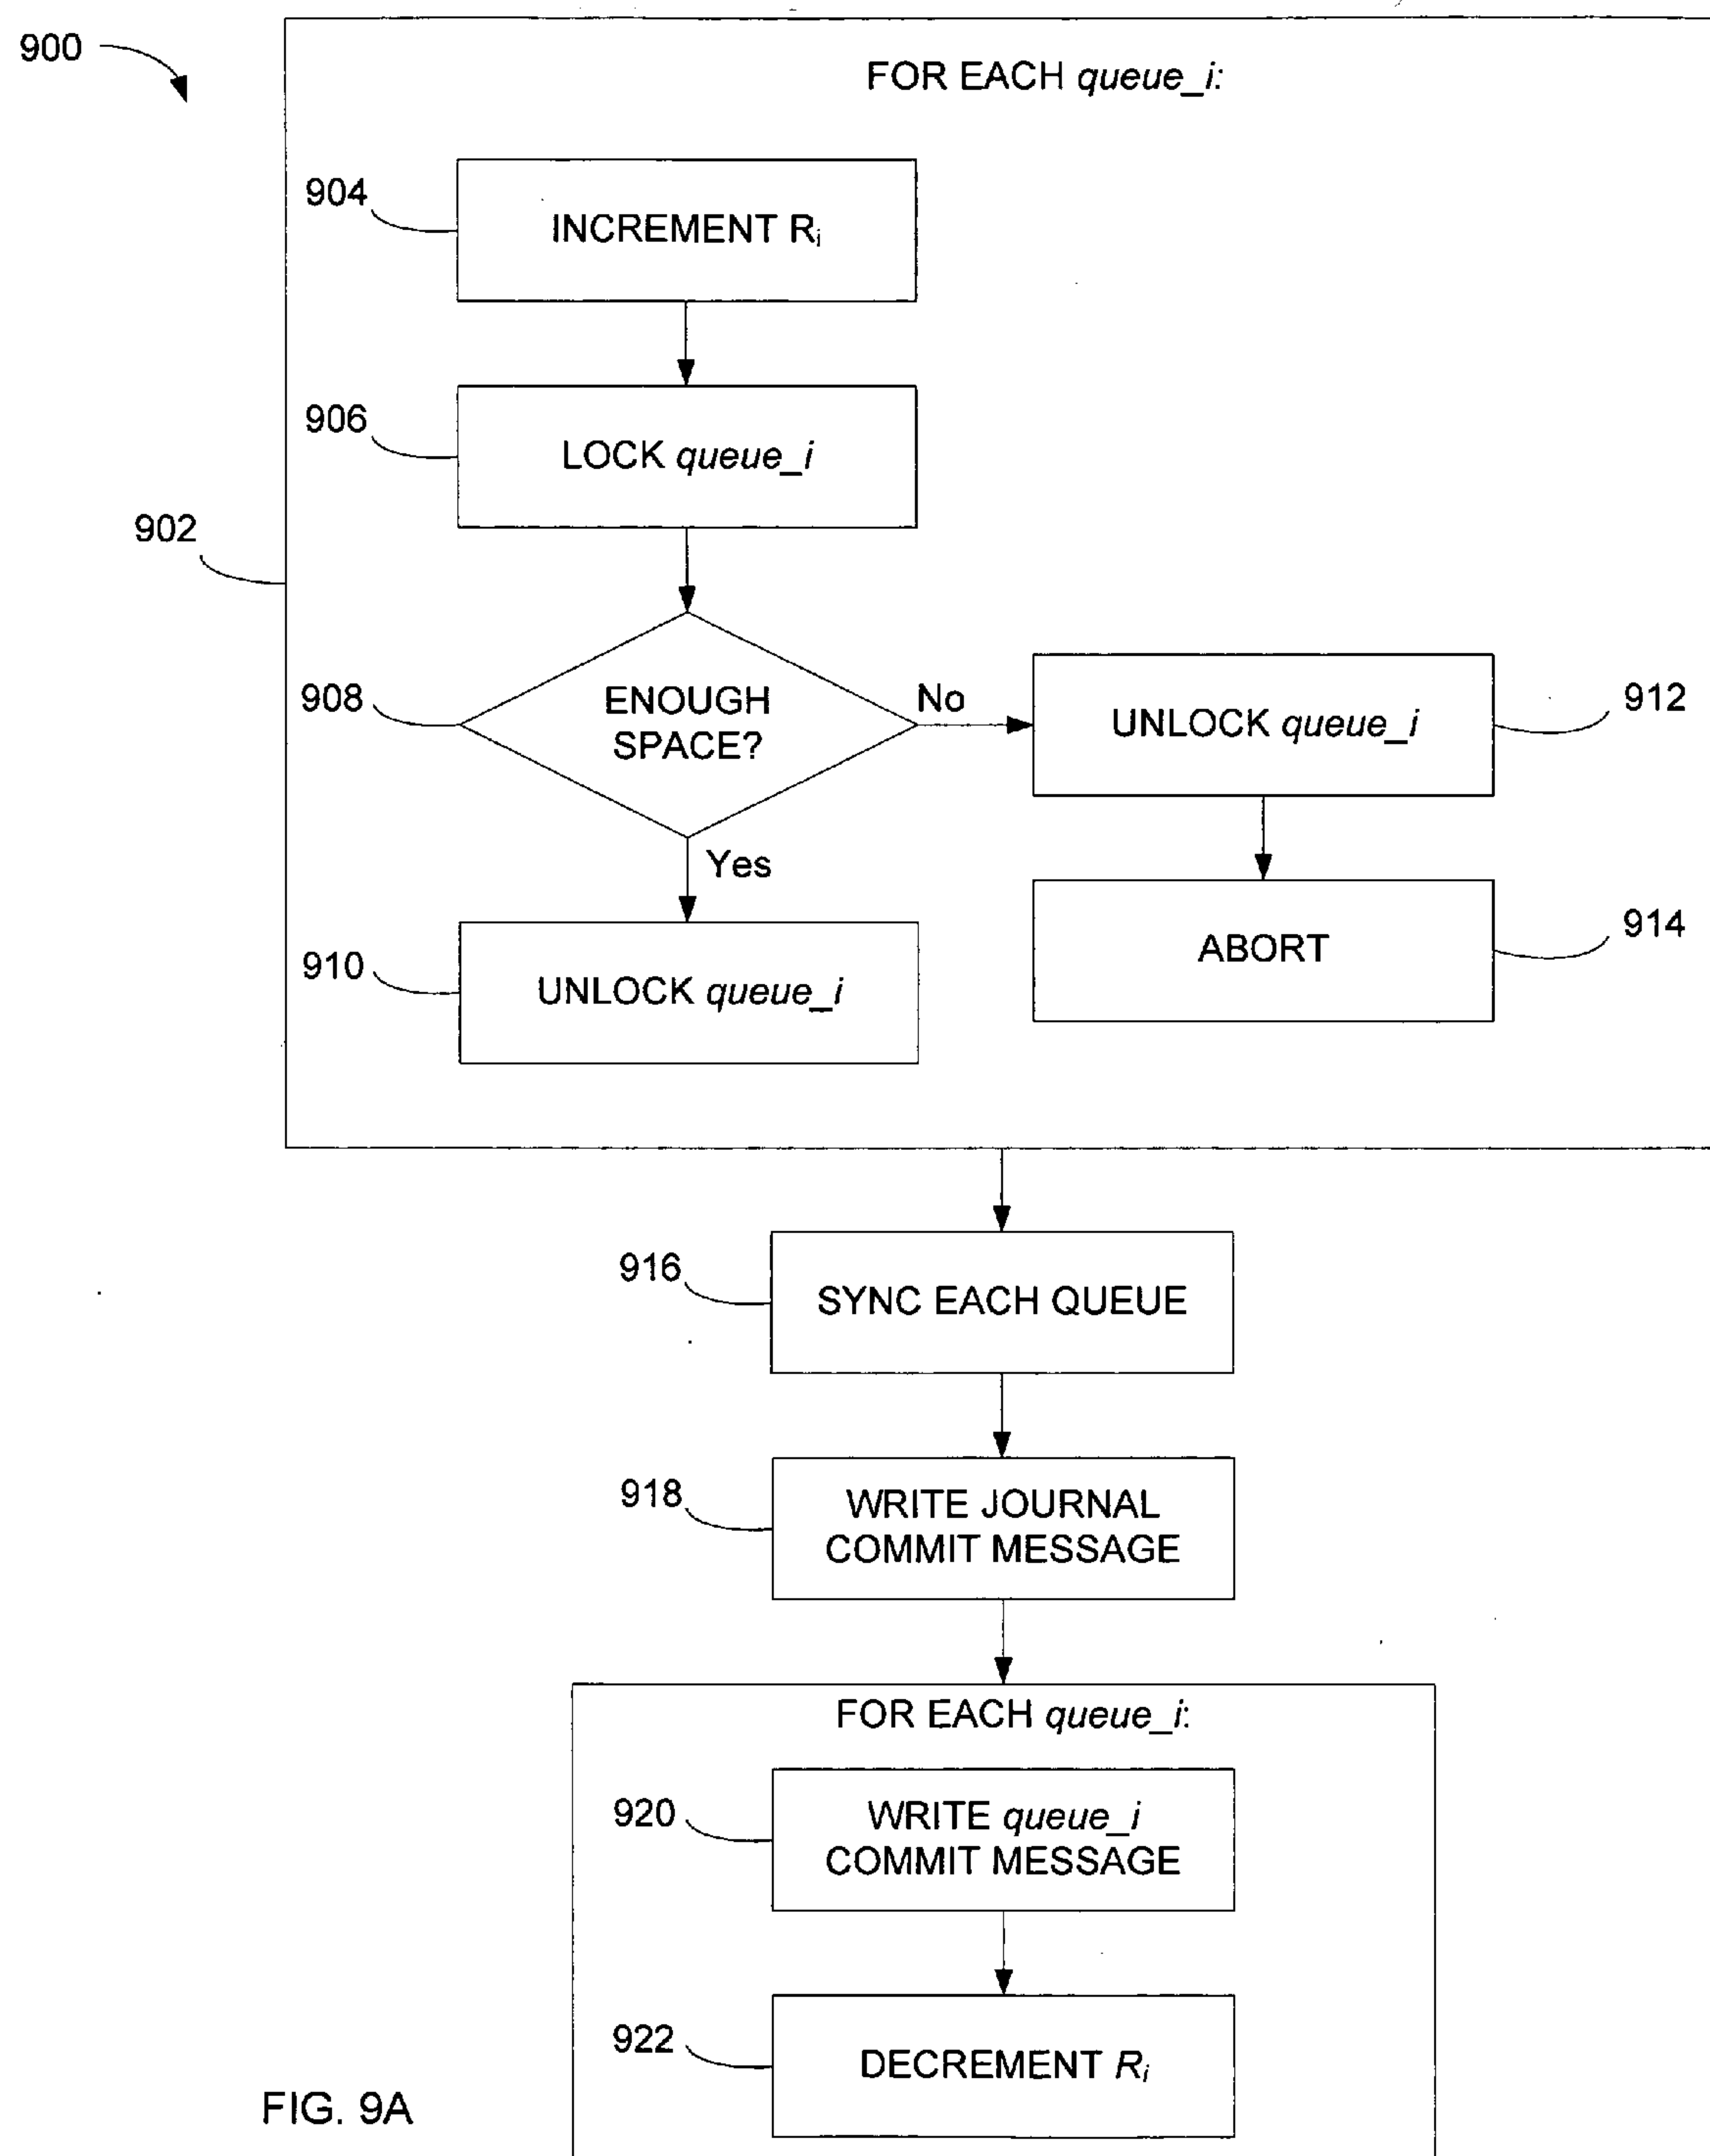 900
FOR EACH queue_i:
904
INCREMENT Ri
906
LOCK queue_i
902
908
ENOUGH
SPACE?
No
UNLOCK queue_i
912
Yes
910
UNLOCK queue_i
ABORT
914
916
SYNC EACH QUEUE
918
WRITE JOURNAL
COMMIT MESSAGE
FOR EACH queue_i:
920
WRITE queue_i
COMMIT MESSAGE
922
DECREMENT Ri
FIG. 9A